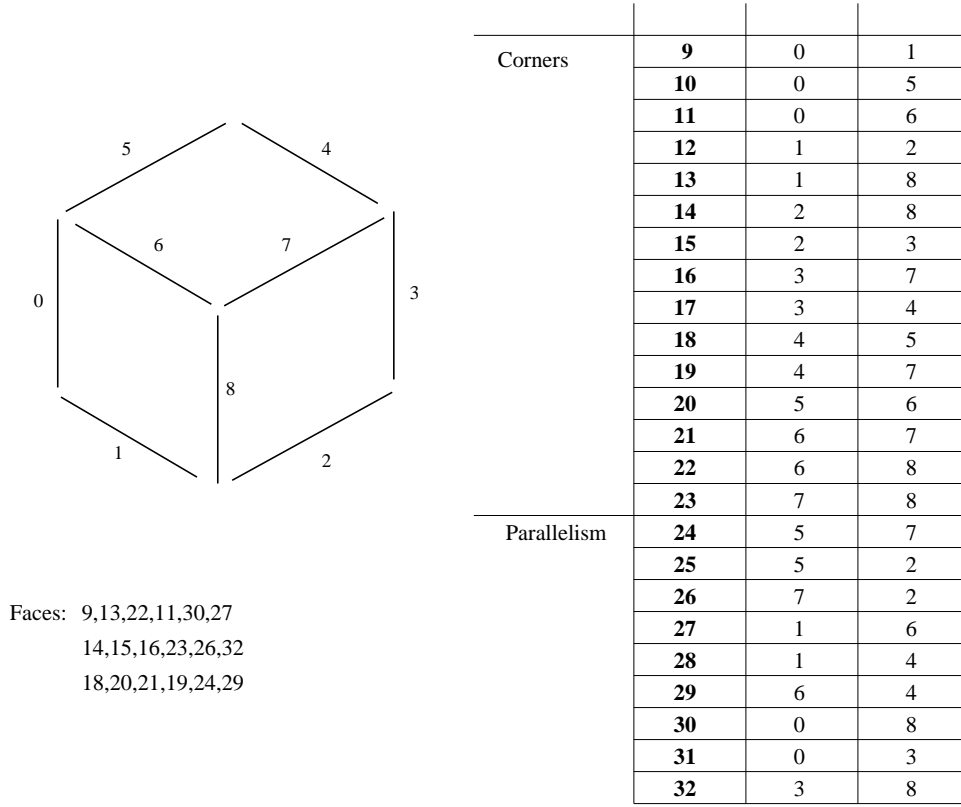 5
4
6
7
0
3
8
1
2
Faces: 9,13,22,11,30,27
14,15,16,23,26,32
18,20,21,19,24,29
Corners 9 0 1
10 0 5
11 0 6
12 1 2
13 1 8
14 2 8
15 2 3
16 3 7
17 3 4
18 4 5
19 4 7
20 5 6
21 6 7
22 6 8
23 7 8
Parallelism 24 5 7
25 5 2
26 7 2
27 1 6
28 1 4
29 6 4
30 0 8
31 0 3
32 3 8